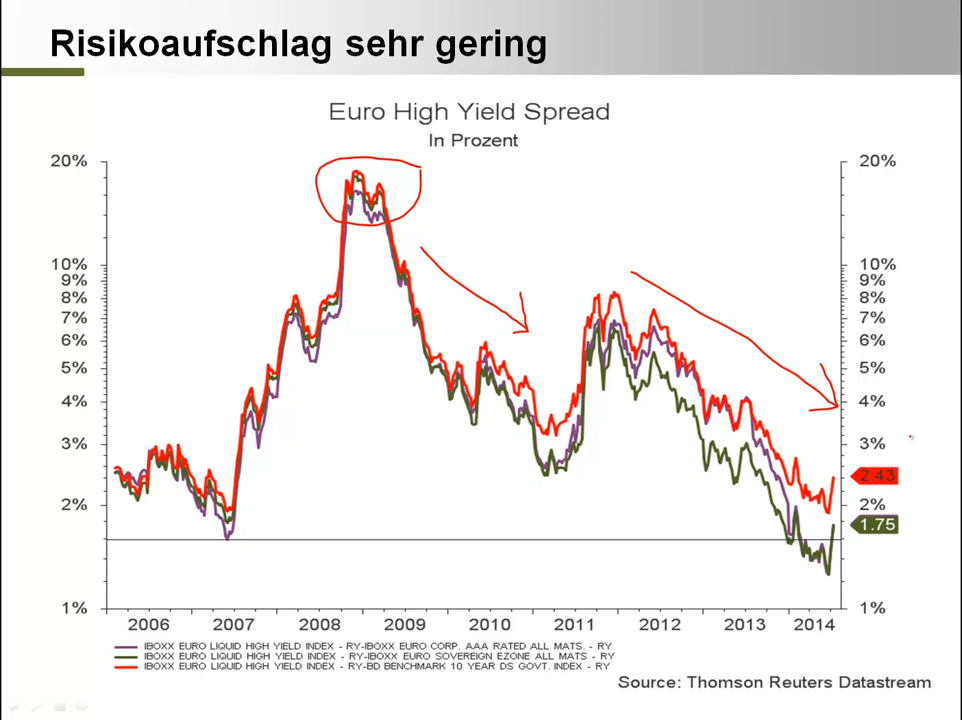 Risikoaufschlag sehr gering
Euro High Yield Spread
In Prozent
20% 20%
10% 10%
9% 9%
8% 8%
7% 7%
6% 6%
5% 5%
4% 4%
3% 3%
2.43
2% 2%
1.75
1% 1%
2006 2007 2008 2009 2010 2011 2012 2013 2014
IBOXX EURO LIQUID HIGH YIELD INDEX - RY-IBOXX EURO CORP. AAA RATED ALL MATS. - RY
IBOXX EURO LIQUID HIGH YIELD INDEX - RY-IBOXX EURO SOVEREIGN EZONE ALL MATS - RY
IBOXX EURO LIQUID HIGH YIELD INDEX - RY-BD BENCHMARK 10 YEAR DS GOVT. INDEX - RY
Source: Thomson Reuters Datastream